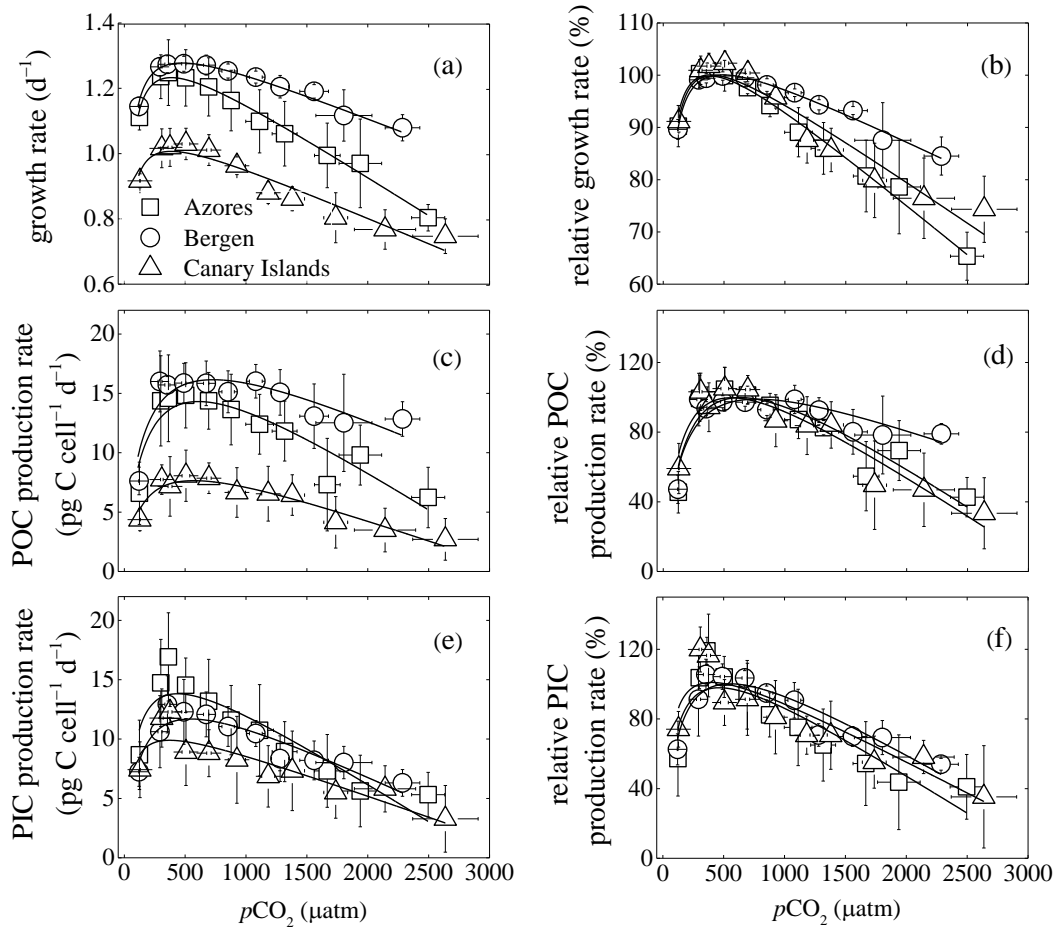 growth rate (d⁻¹)
1.4
1.2
1.0
0.8
0.6
(a)
Azores
Bergen
Canary Islands
relative growth rate (%)
110
100
90
80
70
60
(b)
POC production rate
(pg C cell⁻¹ d⁻¹)
20
15
10
5
0
(c)
relative POC
production rate (%)
120
80
40
0
(d)
PIC production rate
(pg C cell⁻¹ d⁻¹)
20
15
10
5
0
(e)
0 500 1000 1500 2000 2500 3000
pCO₂ (µatm)
relative PIC
production rate (%)
120
80
40
0
(f)
0 500 1000 1500 2000 2500 3000
pCO₂ (µatm)